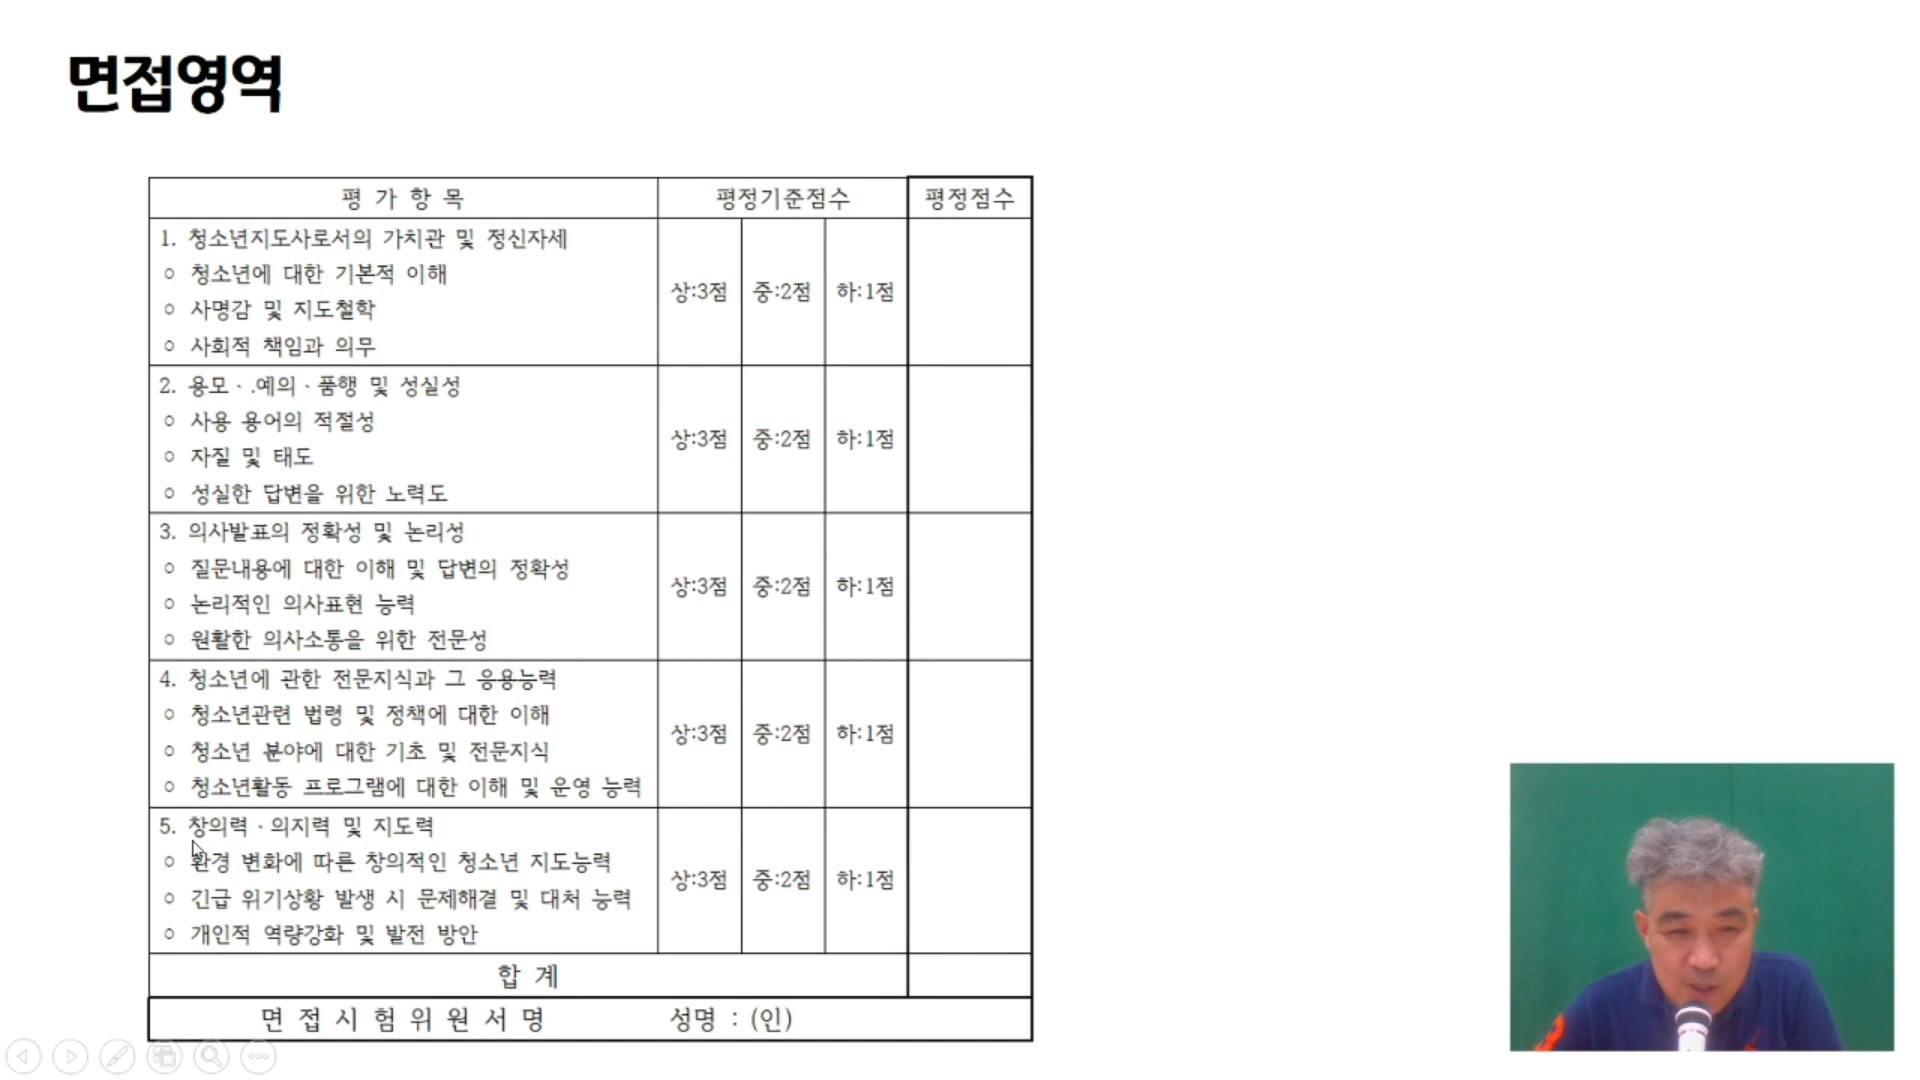 면접영역
평 가 항 목 평정기준점수 평정점수
1. 청소년지도사로서의 가치관 및 정신자세
○ 청소년에 대한 기본적 이해
○ 사명감 및 지도철학
○ 사회적 책임과 의무
상:3점 중:2점 하:1점
2. 용모 · .예의 · 품행 및 성실성
○ 사용 용어의 적절성
○ 자질 및 태도
○ 성실한 답변을 위한 노력도
상:3점 중:2점 하:1점
3. 의사발표의 정확성 및 논리성
○ 질문내용에 대한 이해 및 답변의 정확성
○ 논리적인 의사표현 능력
○ 원활한 의사소통을 위한 전문성
상:3점 중:2점 하:1점
4. 청소년에 관한 전문지식과 그 응용능력
○ 청소년관련 법령 및 정책에 대한 이해
○ 청소년 분야에 대한 기초 및 전문지식
○ 청소년활동 프로그램에 대한 이해 및 운영 능력
상:3점 중:2점 하:1점
5. 창의력 · 의지력 및 지도력
○ 환경 변화에 따른 창의적인 청소년 지도능력
○ 긴급 위기상황 발생 시 문제해결 및 대처 능력
○ 개인적 역량강화 및 발전 방안
상:3점 중:2점 하:1점
합 계
면 접 시 험 위 원 서 명 성명 : (인)